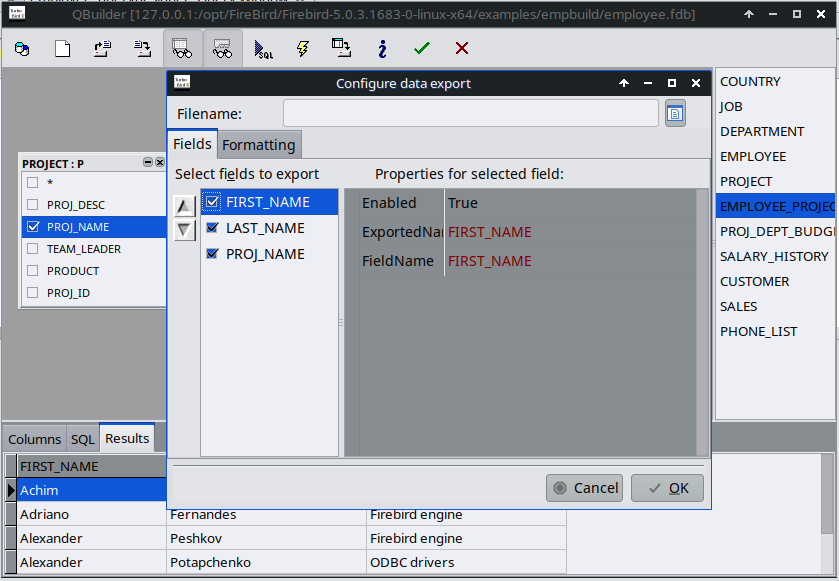 QBuilder [127.0.0.1:/opt/FireBird/Firebird-5.0.3.1683-0-linux-x64/examples/empbuild/employee.fdb]
SQL
Configure data export
Filename:
Fields
Formatting
Select fields to export
Properties for selected field:
FIRST_NAME
LAST_NAME
PROJ_NAME
Enabled
True
ExportedNa
FIRST_NAME
FieldName
FIRST_NAME
Cancel
OK
PROJECT : P
*
PROJ_DESC
PROJ_NAME
TEAM_LEADER
PRODUCT
PROJ_ID
COUNTRY
JOB
DEPARTMENT
EMPLOYEE
PROJECT
EMPLOYEE_PROJEC
PROJ_DEPT_BUDG
SALARY_HISTORY
CUSTOMER
SALES
PHONE_LIST
Columns
SQL
Results
FIRST_NAME
Achim
Adriano Fernandes Firebird engine
Alexander Peshkov Firebird engine
Alexander Potapchenko ODBC drivers